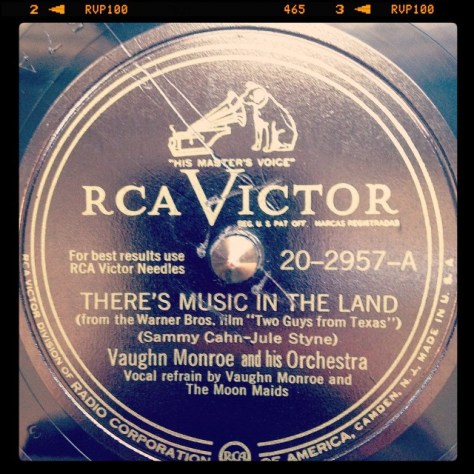 2 RVP100 465 3 RVP100
"HIS MASTER'S VOICE"
RCA VICTOR
REG. U.S. PAT. OFF. MARCAS REGISTRADAS
For best results use
RCA Victor Needles
20-2957-A
THERE'S MUSIC IN THE LAND
(from the Warner Bros. film "Two Guys from Texas")
(Sammy Cahn-Jule Styne)
Vaughn Monroe and his Orchestra
Vocal refrain by Vaughn Monroe and
The Moon Maids
RCA VICTOR DIVISION OF RADIO CORPORATION OF AMERICA, CAMDEN, N. J., MADE IN U. S. A.
RCA